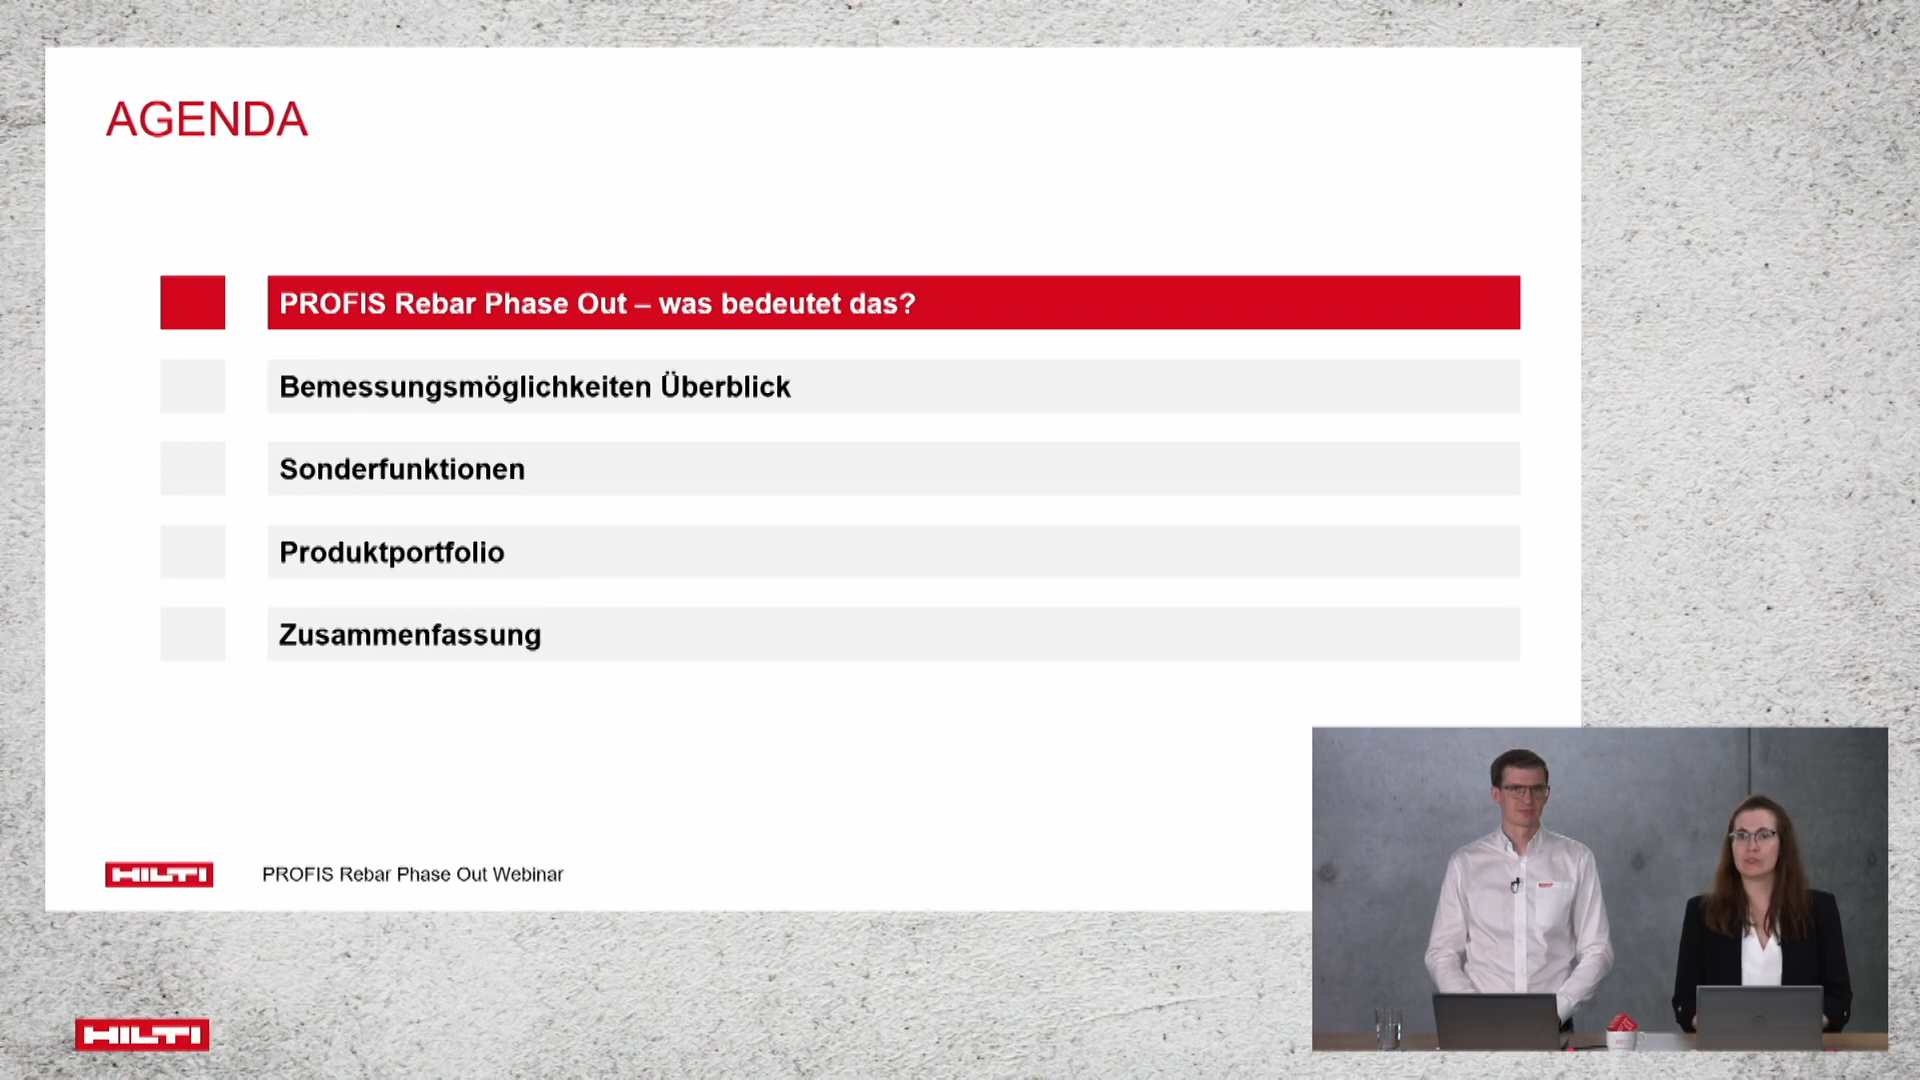 AGENDA
PROFIS Rebar Phase Out – was bedeutet das?
Bemessungsmöglichkeiten Überblick
Sonderfunktionen
Produktportfolio
Zusammenfassung
HILTI
PROFIS Rebar Phase Out Webinar
HILTI